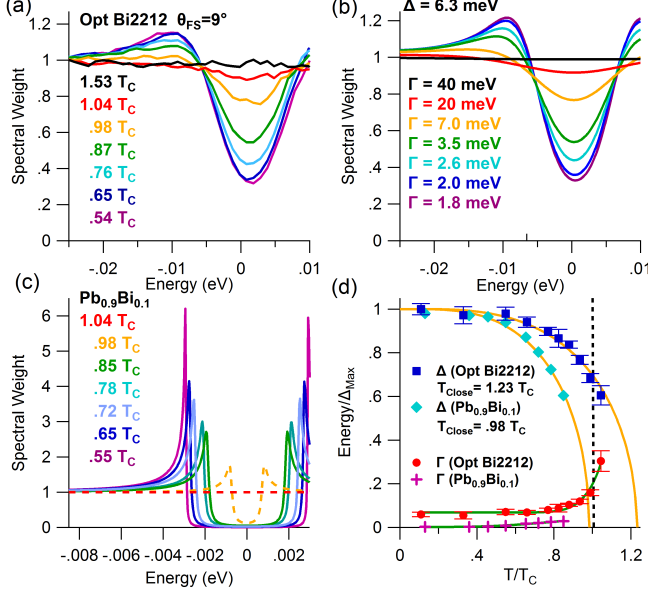 (a)
Opt Bi2212 θFS=9°
1.53 TC
1.04 TC
.98 TC
.87 TC
.76 TC
.65 TC
.54 TC
Spectral Weight
1.2
1
.8
.6
.4
.2
0
-.02
-.01
0
.01
Energy (eV)
(b)
Δ = 6.3 meV
Γ = 40 meV
Γ = 20 meV
Γ = 7.0 meV
Γ = 3.5 meV
Γ = 2.6 meV
Γ = 2.0 meV
Γ = 1.8 meV
Spectral Weight
1.2
1
.8
.6
.4
.2
0
-.02
-.01
0
.01
Energy (eV)
(c)
Pb0.9Bi0.1
1.04 TC
.98 TC
.85 TC
.78 TC
.72 TC
.65 TC
.55 TC
Spectral Weight
6
5
4
3
2
1
0
-.008
-.006
-.004
-.002
0
.002
Energy (eV)
(d)
Δ (Opt Bi2212)
TClose= 1.23 TC
Δ (Pb0.9Bi0.1)
TClose= .98 TC
Γ (Opt Bi2212)
Γ (Pb0.9Bi0.1)
Energy/ΔMax
1
.8
.6
.4
.2
0
0
.4
.8
1.2
T/TC